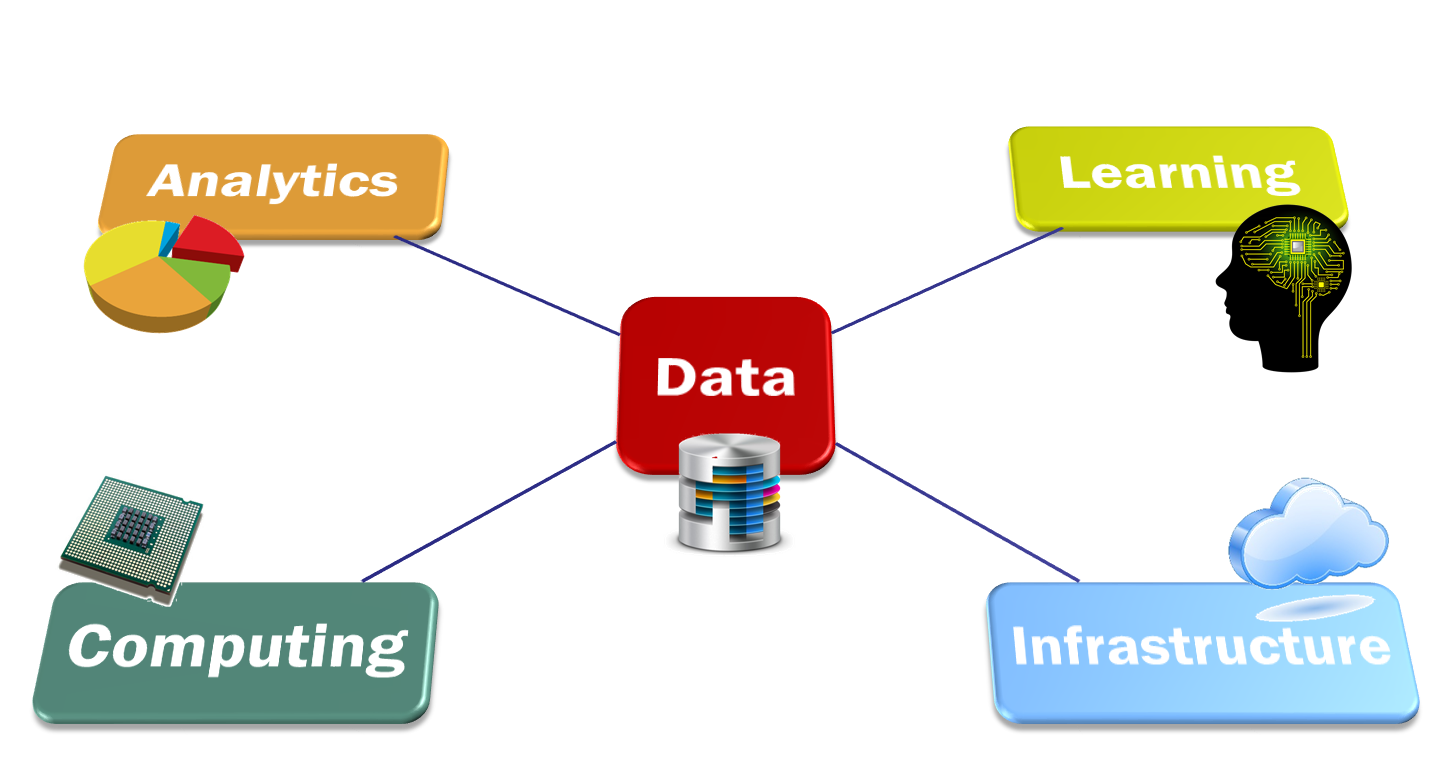 Analytics
Learning
Data
Computing
Infrastructure